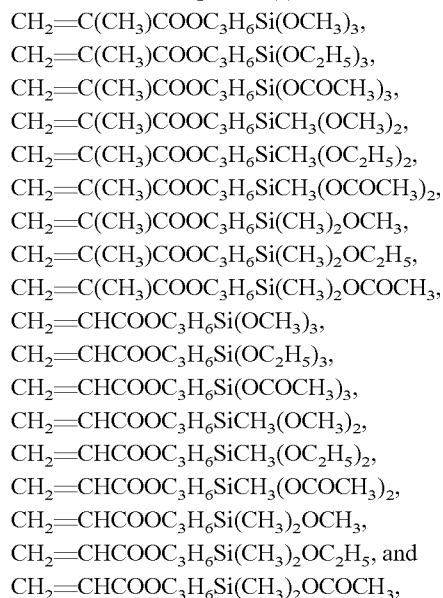 CH₂═C(CH₃)COOC₃H₆Si(OCH₃)₃,
CH₂═C(CH₃)COOC₃H₆Si(OC₂H₅)₃,
CH₂═C(CH₃)COOC₃H₆Si(OCOCH₃)₃,
CH₂═C(CH₃)COOC₃H₆SiCH₃(OCH₃)₂,
CH₂═C(CH₃)COOC₃H₆SiCH₃(OC₂H₅)₂,
CH₂═C(CH₃)COOC₃H₆SiCH₃(OCOCH₃)₂,
CH₂═C(CH₃)COOC₃H₆Si(CH₃)₂OCH₃,
CH₂═C(CH₃)COOC₃H₆Si(CH₃)₂OC₂H₅,
CH₂═C(CH₃)COOC₃H₆Si(CH₃)₂OCOCH₃,
CH₂═CHCOOC₃H₆Si(OCH₃)₃,
CH₂═CHCOOC₃H₆Si(OC₂H₅)₃,
CH₂═CHCOOC₃H₆Si(OCOCH₃)₃,
CH₂═CHCOOC₃H₆SiCH₃(OCH₃)₂,
CH₂═CHCOOC₃H₆SiCH₃(OC₂H₅)₂,
CH₂═CHCOOC₃H₆SiCH₃(OCOCH₃)₂,
CH₂═CHCOOC₃H₆Si(CH₃)₂OCH₃,
CH₂═CHCOOC₃H₆Si(CH₃)₂OC₂H₅, and
CH₂═CHCOOC₃H₆Si(CH₃)₂OCOCH₃,